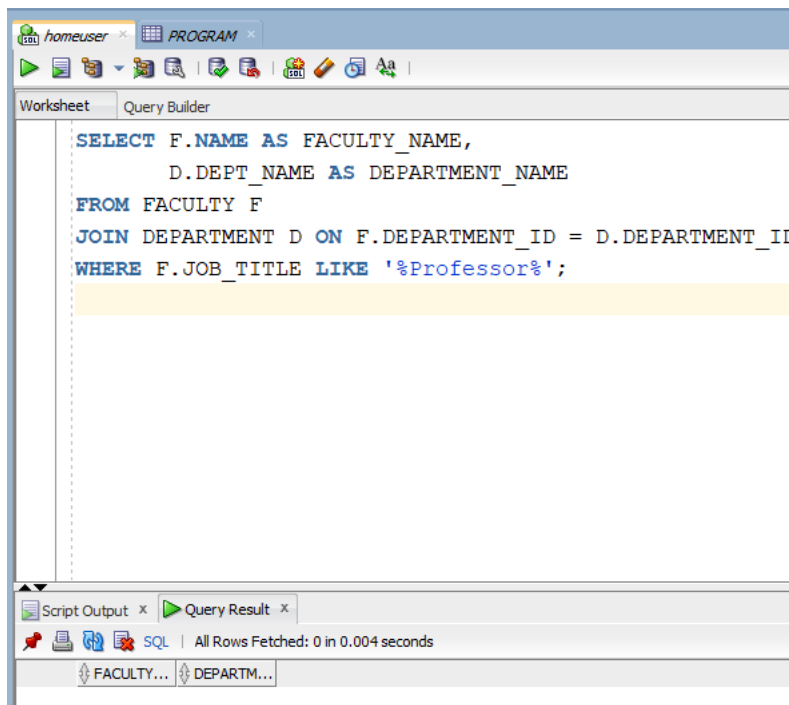 homeuser PROGRAM
Worksheet Query Builder
SELECT F.NAME AS FACULTY_NAME,
D.DEPT_NAME AS DEPARTMENT_NAME
FROM FACULTY F
JOIN DEPARTMENT D ON F.DEPARTMENT_ID = D.DEPARTMENT_ID
WHERE F.JOB_TITLE LIKE '%Professor%';
Script Output x Query Result x
SQL | All Rows Fetched: 0 in 0.004 seconds
FACULTY... DEPARTM...